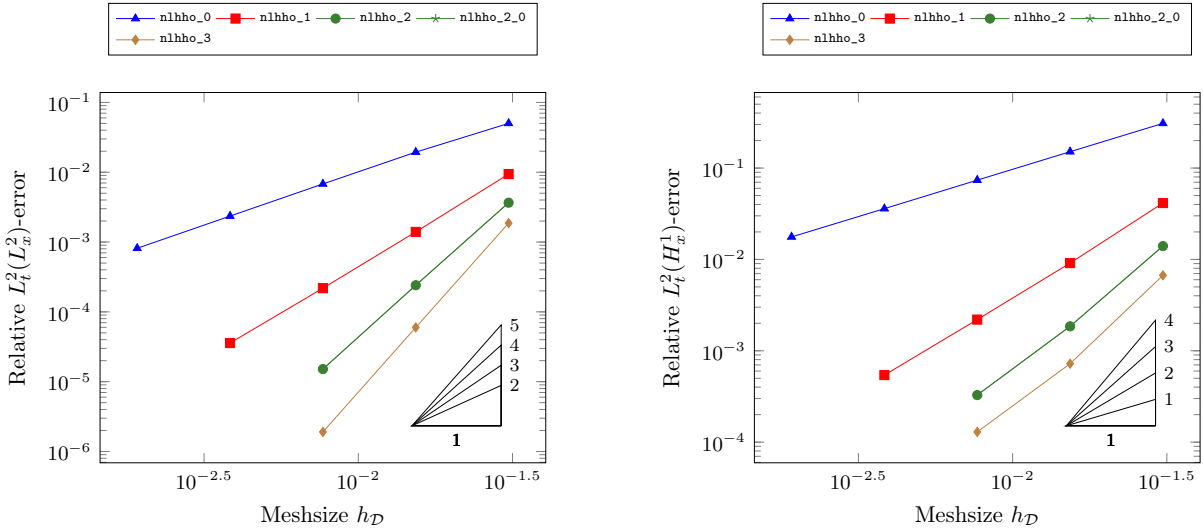 nlhho_0 nlhho_1 nlhho_2 nlhho_2_0
nlhho_3
10^{-1}
10^{-2}
10^{-3}
10^{-4}
10^{-5}
10^{-6}
Relative L_t^2(L_x^2)-error
5
4
3
2
1
10^{-2.5} 10^{-2} 10^{-1.5}
Meshsize h_𝒟
nlhho_0 nlhho_1 nlhho_2 nlhho_2_0
nlhho_3
10^{-1}
10^{-2}
10^{-3}
10^{-4}
Relative L_t^2(H_x^1)-error
4
3
2
1
1
10^{-2.5} 10^{-2} 10^{-1.5}
Meshsize h_𝒟